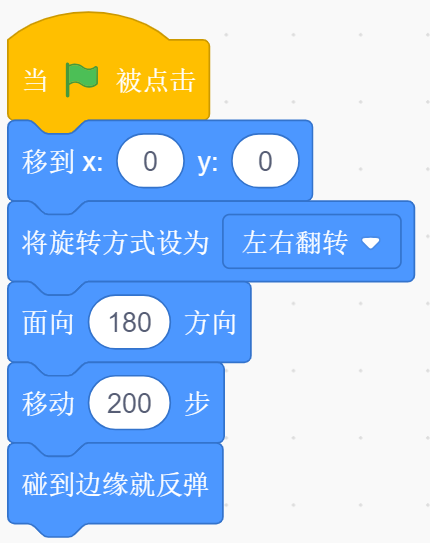 当 被点击
移到 x: 0 y: 0
将旋转方式设为 左右翻转
面向 180 方向
移动 200 步
碰到边缘就反弹